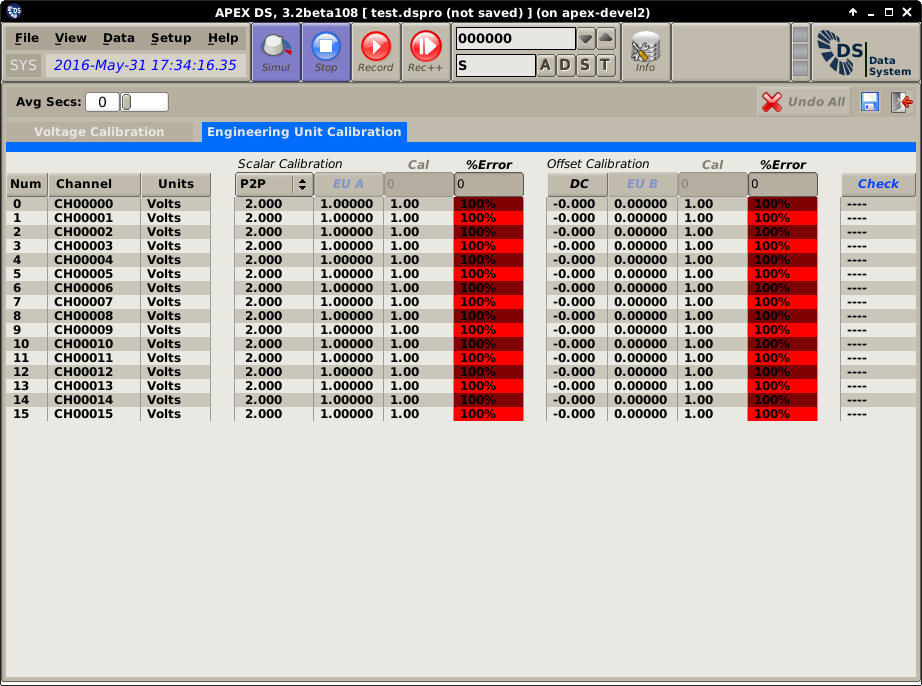 APEX DS, 3.2beta108 [ test.dspro (not saved) ] (on apex-devel2)
File View Data Setup Help
SYS 2016-May-31 17:34:16.35
Simul Stop Record Rec++
000000
S A D S T
Info
DS Data System
Avg Secs: 0
Undo All
Voltage Calibration Engineering Unit Calibration
Scalar Calibration Cal %Error Offset Calibration Cal %Error
Num Channel Units P2P EU A 0 0 DC EU B 0 0 Check
0 CH00000 Volts 2.000 1.00000 1.00 100% -0.000 0.00000 1.00 100% ----
1 CH00001 Volts 2.000 1.00000 1.00 100% -0.000 0.00000 1.00 100% ----
2 CH00002 Volts 2.000 1.00000 1.00 100% -0.000 0.00000 1.00 100% ----
3 CH00003 Volts 2.000 1.00000 1.00 100% -0.000 0.00000 1.00 100% ----
4 CH00004 Volts 2.000 1.00000 1.00 100% -0.000 0.00000 1.00 100% ----
5 CH00005 Volts 2.000 1.00000 1.00 100% -0.000 0.00000 1.00 100% ----
6 CH00006 Volts 2.000 1.00000 1.00 100% -0.000 0.00000 1.00 100% ----
7 CH00007 Volts 2.000 1.00000 1.00 100% -0.000 0.00000 1.00 100% ----
8 CH00008 Volts 2.000 1.00000 1.00 100% -0.000 0.00000 1.00 100% ----
9 CH00009 Volts 2.000 1.00000 1.00 100% -0.000 0.00000 1.00 100% ----
10 CH00010 Volts 2.000 1.00000 1.00 100% -0.000 0.00000 1.00 100% ----
11 CH00011 Volts 2.000 1.00000 1.00 100% -0.000 0.00000 1.00 100% ----
12 CH00012 Volts 2.000 1.00000 1.00 100% -0.000 0.00000 1.00 100% ----
13 CH00013 Volts 2.000 1.00000 1.00 100% -0.000 0.00000 1.00 100% ----
14 CH00014 Volts 2.000 1.00000 1.00 100% -0.000 0.00000 1.00 100% ----
15 CH00015 Volts 2.000 1.00000 1.00 100% -0.000 0.00000 1.00 100% ----